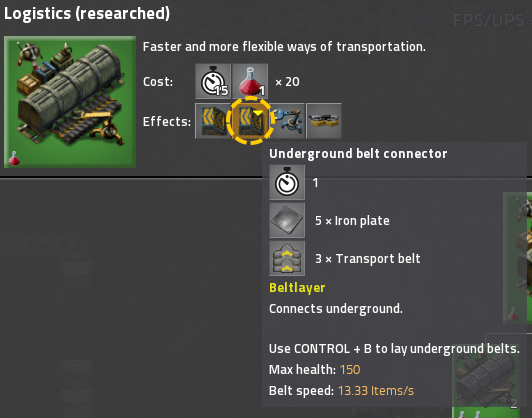 Logistics (researched)
FPS/UPS
Faster and more flexible ways of transportation.
Cost: 15 1 × 20
Effects:
Underground belt connector
1
5 × Iron plate
3 × Transport belt
Beltlayer
Connects underground.
Use CONTROL + B to lay underground belts.
Max health: 150
Belt speed: 13.33 Items/s
2